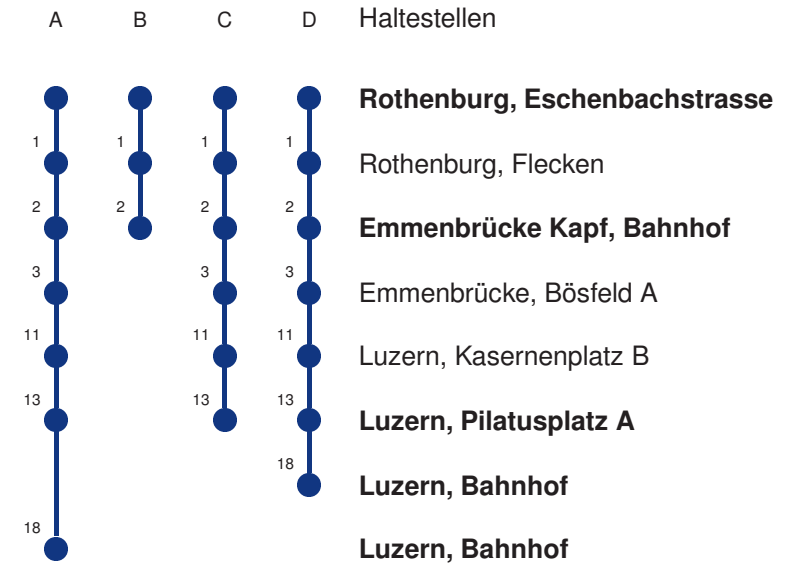 A B C D Haltestellen
Rothenburg, Eschenbachstrasse
1 1 1 1
Rothenburg, Flecken
2 2 2 2
Emmenbrücke Kapf, Bahnhof
3 3 3
Emmenbrücke, Bösfeld A
11 11 11
Luzern, Kasernenplatz B
13 13 13
Luzern, Pilatusplatz A
18
Luzern, Bahnhof
18
Luzern, Bahnhof